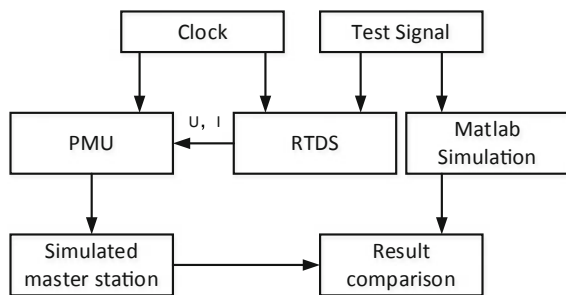 Clock
Test Signal
U, I
PMU
RTDS
Matlab
Simulation
Simulated
master station
Result
comparison